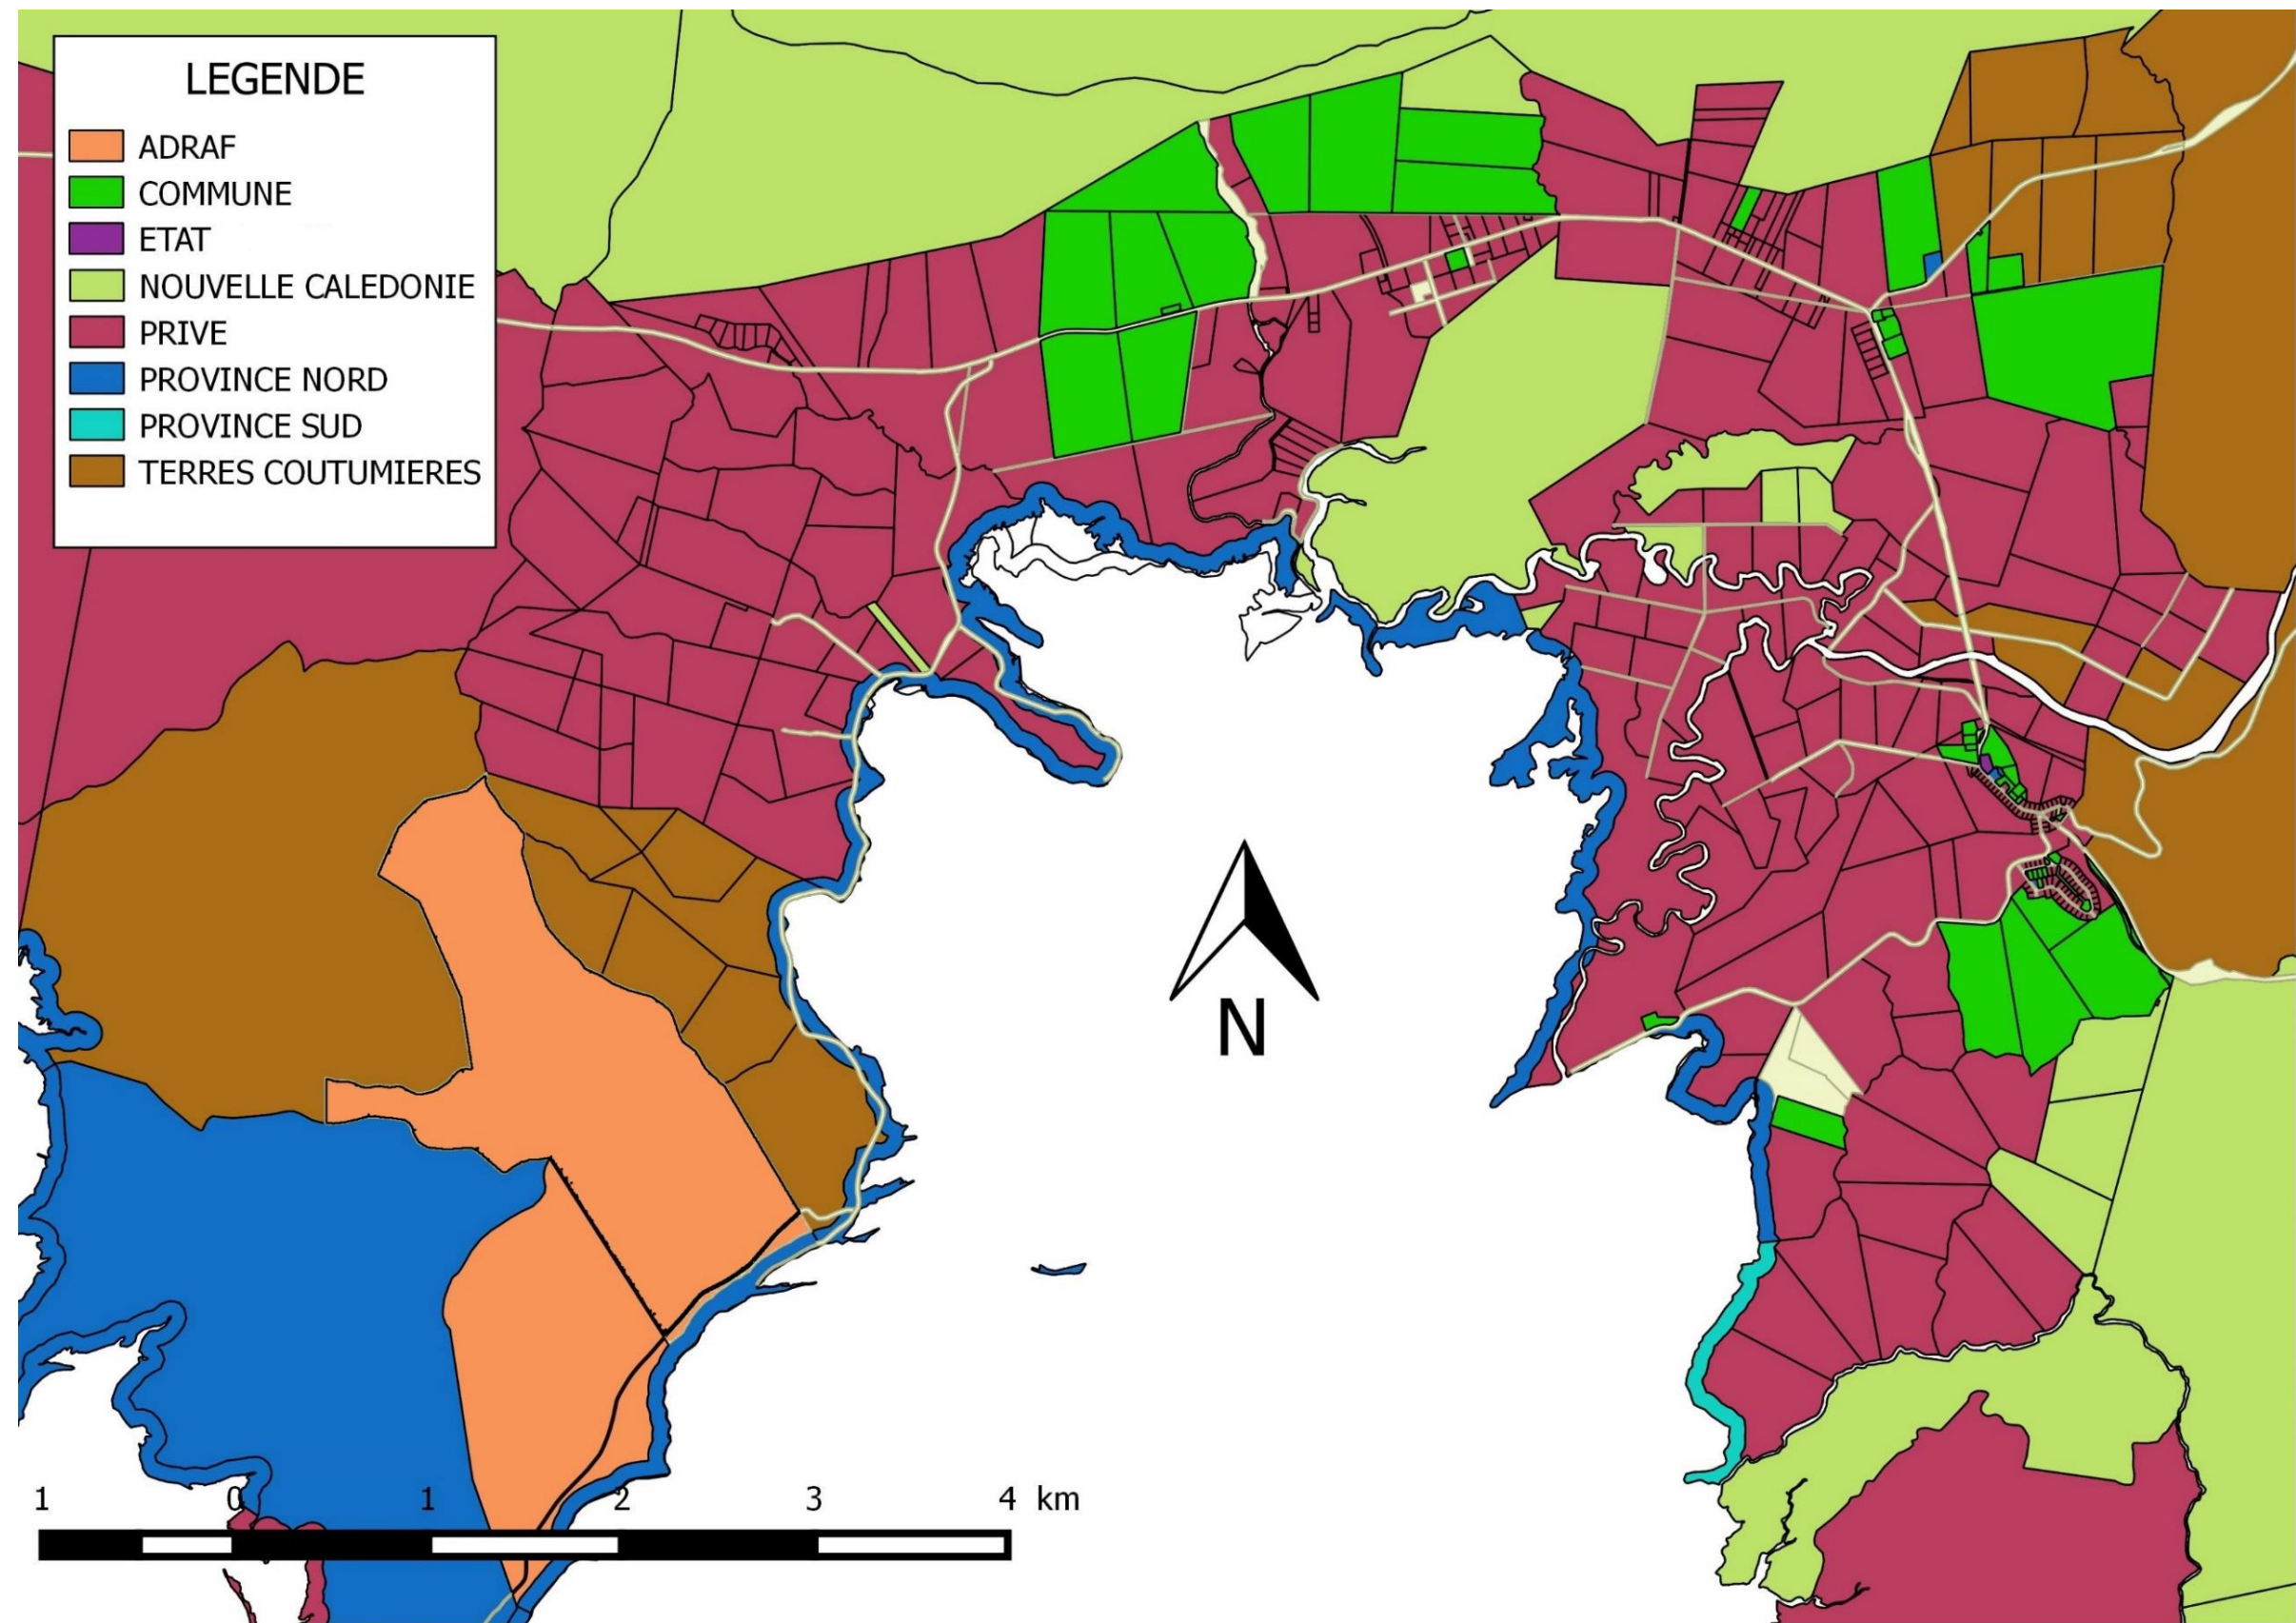 LEGENDE
ADRAF
COMMUNE
ETAT
NOUVELLE CALEDONIE
PRIVE
PROVINCE NORD
PROVINCE SUD
TERRES COUTUMIERES
N
1 0 1 2 3 4 km